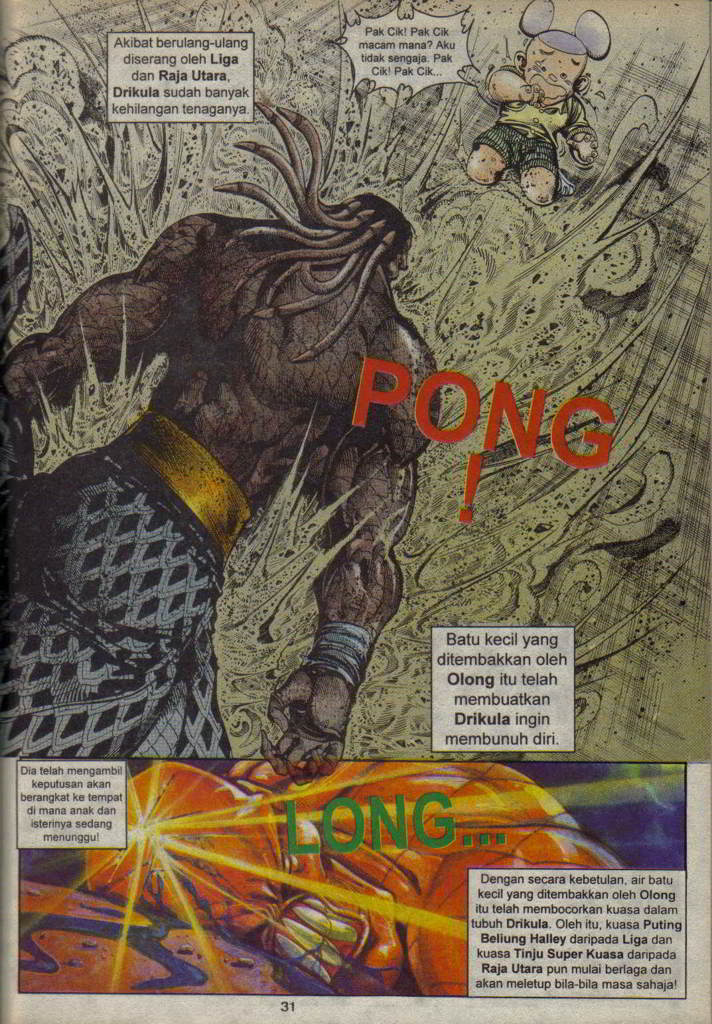 Akibat berulang-ulang
diserang oleh Liga
dan Raja Utara,
Drikula sudah banyak
kehilangan tenaganya.
Pak Cik! Pak Cik
macam mana? Aku
tidak sengaja. Pak
Cik! Pak Cik...
PONG
!
Batu kecil yang
ditembakkan oleh
Olong itu telah
membuatkan
Drikula ingin
membunuh diri.
Dia telah mengambil
keputusan akan
berangkat ke tempat
di mana anak dan
isterinya sedang
menunggu!
LONG...
Dengan secara kebetulan, air batu
kecil yang ditembakkan oleh Olong
itu telah membocorkan kuasa dalam
tubuh Drikula. Oleh itu, kuasa Puting
Beliung Halley daripada Liga dan
kuasa Tinju Super Kuasa daripada
Raja Utara pun mulai berlaga dan
akan meletup bila-bila masa sahaja!
31